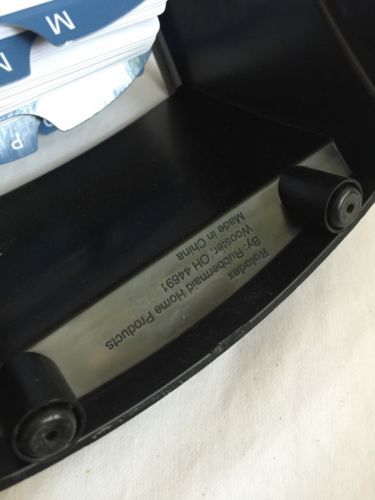 M
N
P
Rolodex
By: Rubbermaid Home Products
Wooster, OH 44691
Made in China